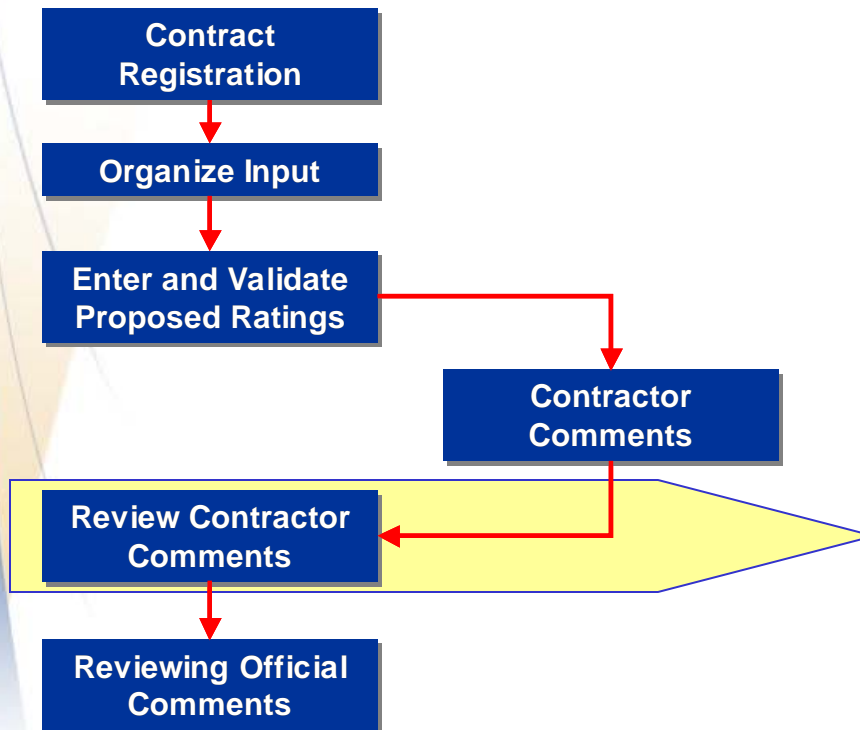 Contract
Registration
Organize Input
Enter and Validate
Proposed Ratings
Contractor
Comments
Review Contractor
Comments
Reviewing Official
Comments